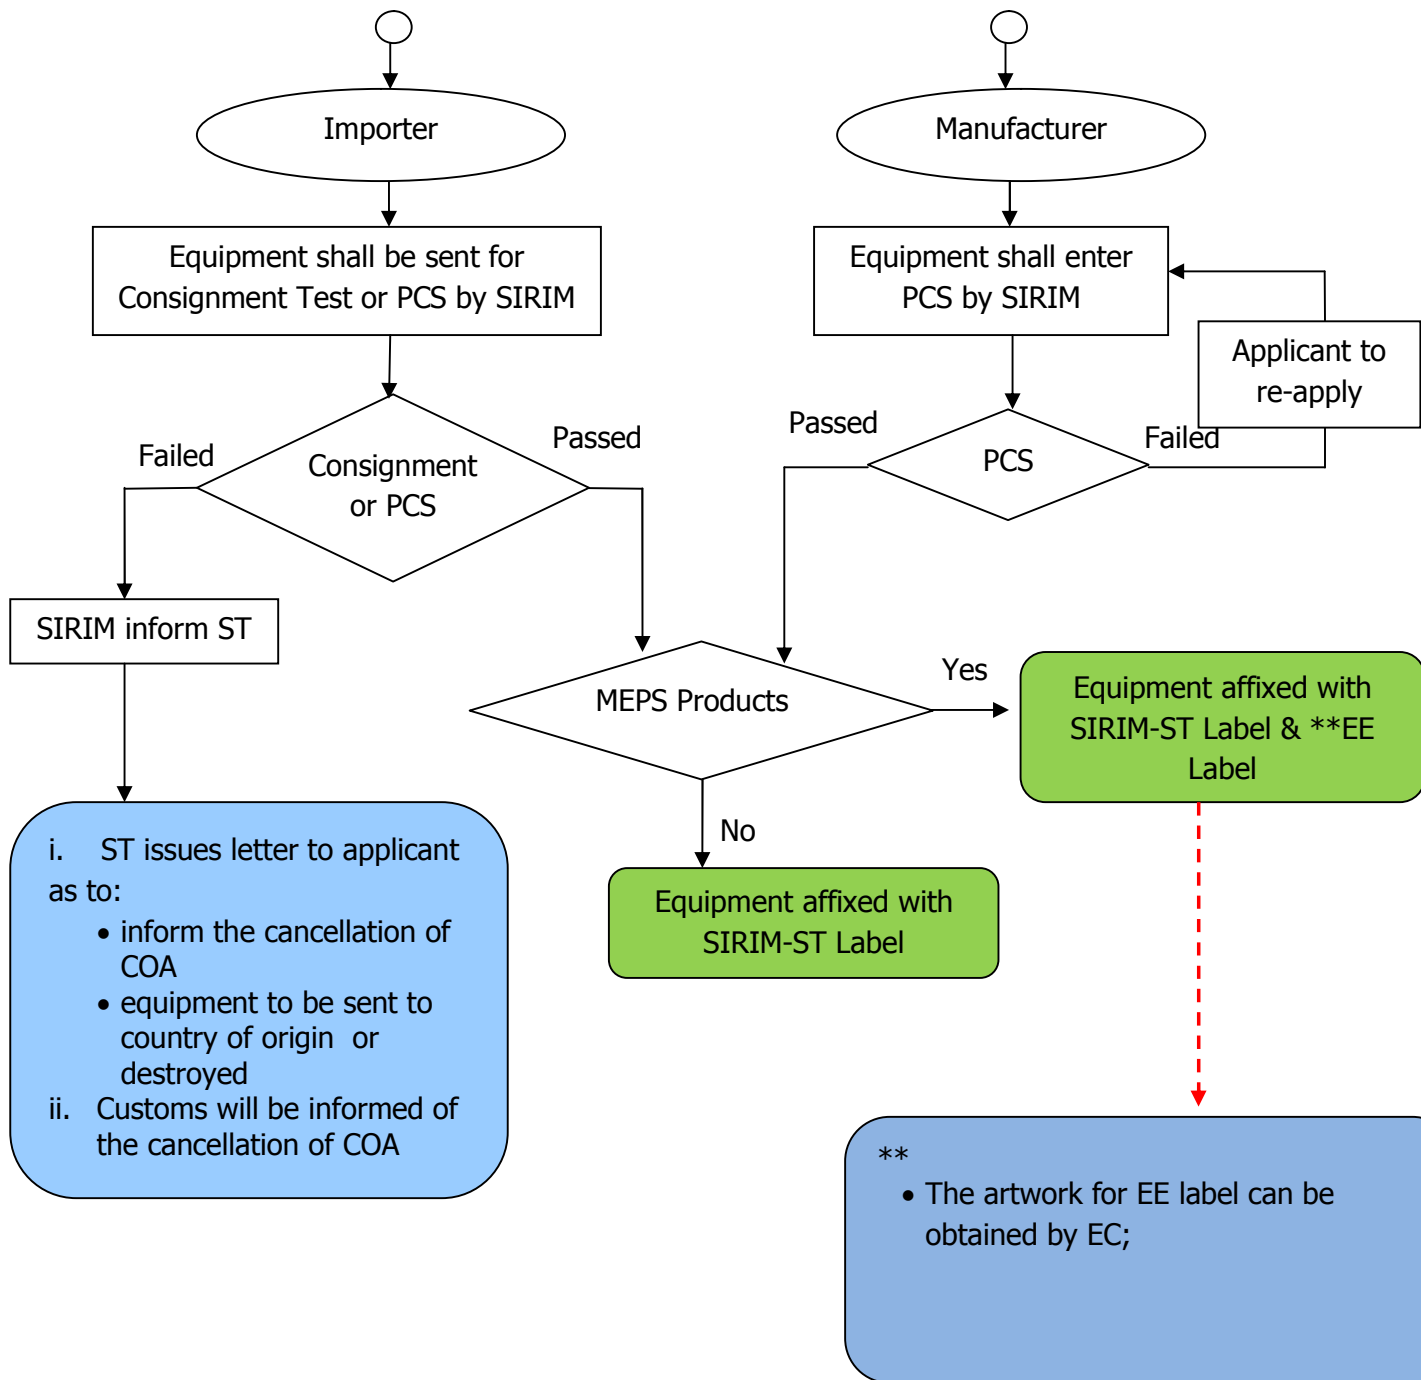 Importer
Manufacturer
Equipment shall be sent for
Consignment Test or PCS by SIRIM
Equipment shall enter
PCS by SIRIM
Applicant to
re-apply
Failed
Passed
Consignment
or PCS
Passed
Failed
PCS
SIRIM inform ST
MEPS Products
Yes
Equipment affixed with
SIRIM-ST Label & **EE
Label
No
Equipment affixed with
SIRIM-ST Label
i. ST issues letter to applicant
as to:
• inform the cancellation of
COA
• equipment to be sent to
country of origin or
destroyed
ii. Customs will be informed of
the cancellation of COA
**
• The artwork for EE label can be
obtained by EC;